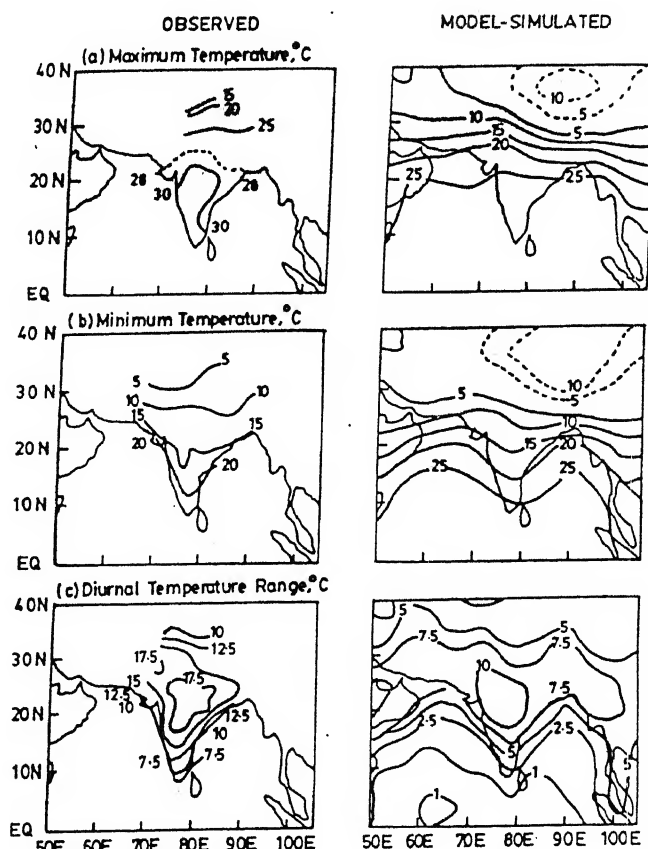 OBSERVED
MODEL-SIMULATED
(a) Maximum Temperature,°C
40N
30N
20N
10N
EQ
15
20
25
28
28
30
30
10
5
10
5
15
20
25
25
(b) Minimum Temperature,°C
40N
30N
20N
10N
EQ
5
5
10
10
15
15
20
20
10
5
5
10
15
20
25
25
(c) Diurnal Temperature Range,°C
40N
30N
20N
10N
EQ
10
12.5
17.5
17.5
15
12.5
10
12.5
10
7.5
7.5
5
5
7.5
7.5
10
7.5
2.5
2.5
5
5
1
1
50E 60E 70E 80E 90E 100E
50E 60E 70E 80E 90E 100E